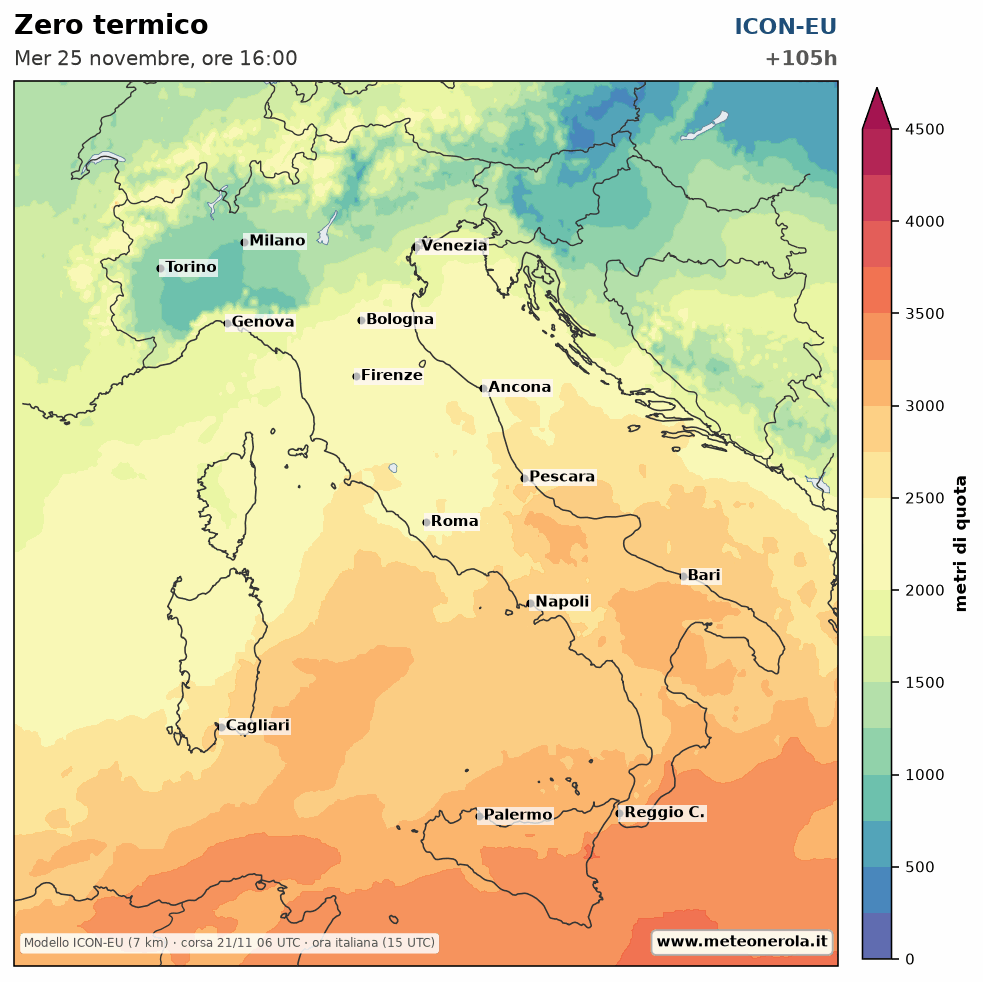 Zero termico
ICON-EU
Mer 25 novembre, ore 16:00
+105h
Milano
Venezia
Torino
Genova
Bologna
Firenze
Ancona
Pescara
Roma
Bari
Napoli
Cagliari
Palermo
Reggio C.
4500
4000
3500
3000
2500
2000
1500
1000
500
0
metri di quota
Modello ICON-EU (7 km) · corsa 21/11 06 UTC · ora italiana (15 UTC)
www.meteonerola.it